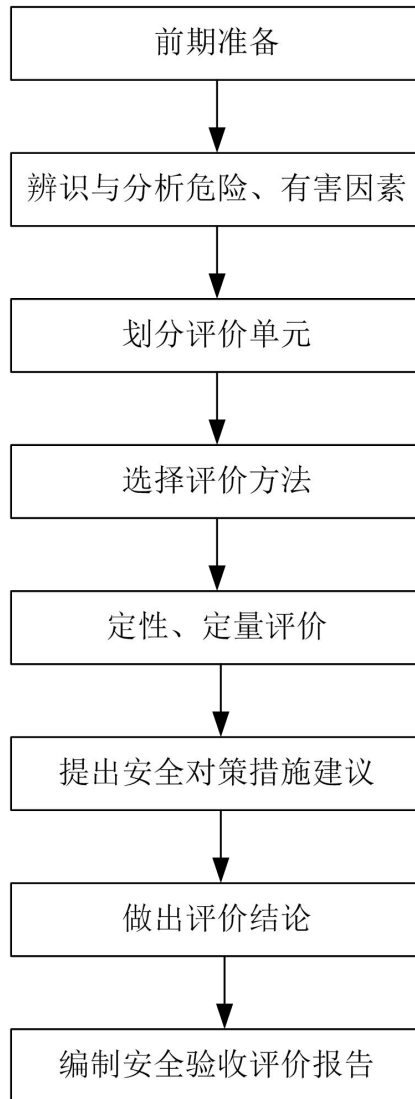 前期准备
辨识与分析危险、有害因素
划分评价单元
选择评价方法
定性、定量评价
提出安全对策措施建议
做出评价结论
编制安全验收评价报告